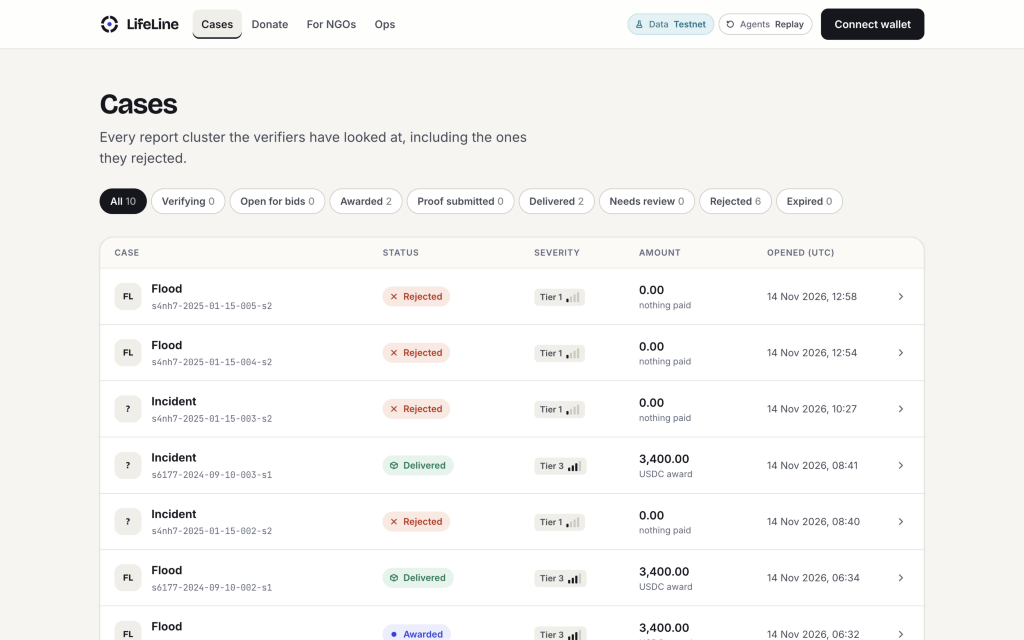 LifeLine
Cases
Donate
For NGOs
Ops
Data Testnet
Agents Replay
Connect wallet
Cases
Every report cluster the verifiers have looked at, including the ones
they rejected.
All 10
Verifying 0
Open for bids 0
Awarded 2
Proof submitted 0
Delivered 2
Needs review 0
Rejected 6
Expired 0
CASE STATUS SEVERITY AMOUNT OPENED (UTC)
FL Flood Rejected Tier 1 0.00 14 Nov 2026, 12:58
s4nh7-2025-01-15-005-s2 nothing paid
FL Flood Rejected Tier 1 0.00 14 Nov 2026, 12:54
s4nh7-2025-01-15-004-s2 nothing paid
? Incident Rejected Tier 1 0.00 14 Nov 2026, 10:27
s4nh7-2025-01-15-003-s2 nothing paid
? Incident Delivered Tier 3 3,400.00 14 Nov 2026, 08:41
s6177-2024-09-10-003-s1 USDC award
? Incident Rejected Tier 1 0.00 14 Nov 2026, 08:40
s4nh7-2025-01-15-002-s2 nothing paid
FL Flood Delivered Tier 3 3,400.00 14 Nov 2026, 06:34
s6177-2024-09-10-002-s1 USDC award
FL Flood Awarded Tier 3 3,400.00 14 Nov 2026, 06:32